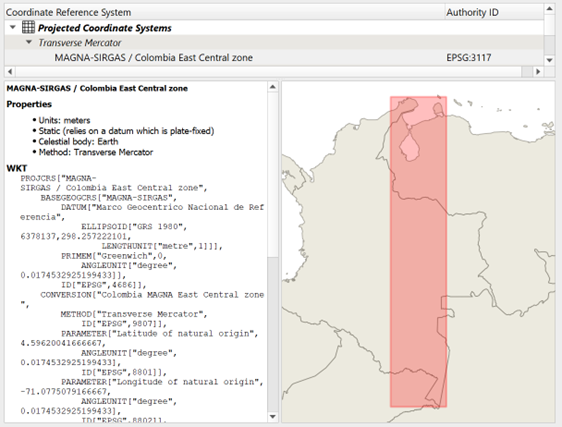 Coordinate Reference System Authority ID
Projected Coordinate Systems
Transverse Mercator
MAGNA-SIRGAS / Colombia East Central zone EPSG:3117
MAGNA-SIRGAS / Colombia East Central zone
Properties
• Units: meters
• Static (relies on a datum which is plate-fixed)
• Celestial body: Earth
• Method: Transverse Mercator
WKT
PROJCRS["MAGNA-
SIRGAS / Colombia East Central zone",
BASEGEOGCRS["MAGNA-SIRGAS",
DATUM["Marco Geocentrico Nacional de Ref
erencia",
ELLIPSOID["GRS 1980",
6378137,298.257222101,
LENGTHUNIT["metre",1]]],
PRIMEM["Greenwich",0,
ANGLEUNIT["degree",
0.0174532925199433]],
ID["EPSG",4686]],
CONVERSION["Colombia MAGNA East Central zone
",
METHOD["Transverse Mercator",
ID["EPSG",9807]],
PARAMETER["Latitude of natural origin",
4.59620041666667,
ANGLEUNIT["degree",
0.0174532925199433],
ID["EPSG",8801]],
PARAMETER["Longitude of natural origin",
-71.0775079166667,
ANGLEUNIT["degree",
0.0174532925199433],
ID["EPSG",8802]],